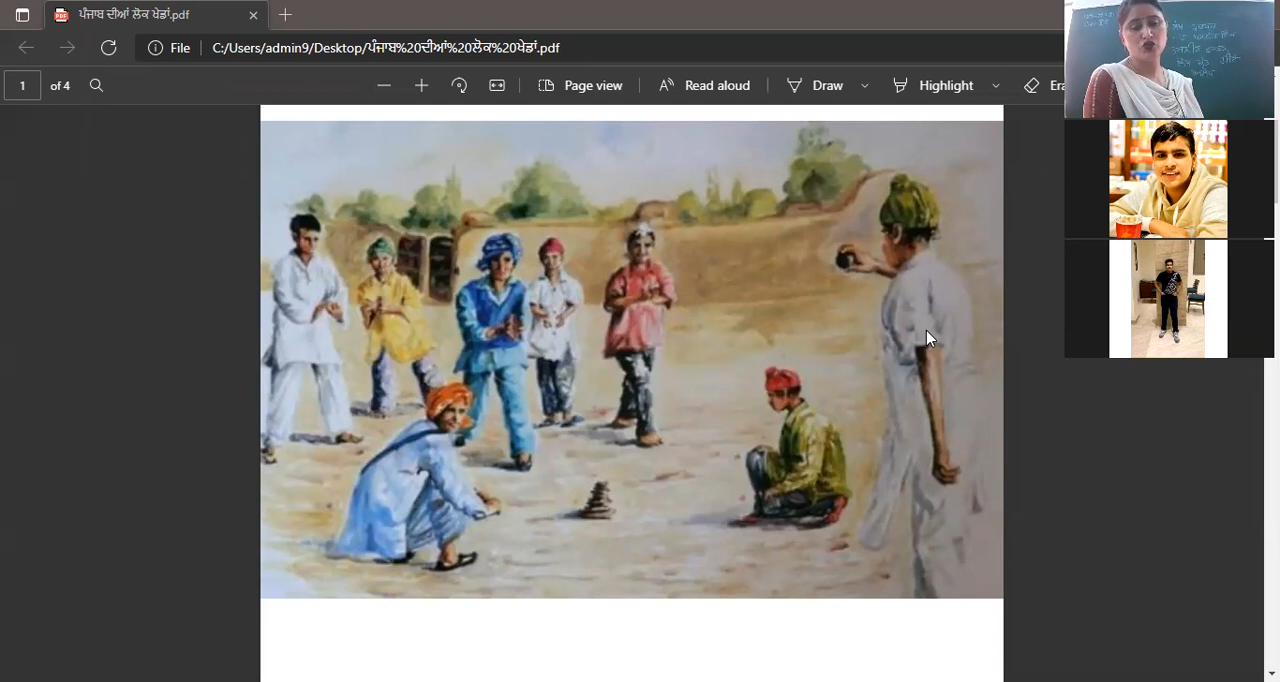 ਪੰਜਾਬ ਦੀਆਂ ਲੋਕ ਖੇਡਾਂ.pdf
File
C:/Users/admin9/Desktop/ਪੰਜਾਬ%20ਦੀਆਂ%20ਲੋਕ%20ਖੇਡਾਂ.pdf
1 of 4
Page view
Read aloud
Draw
Highlight